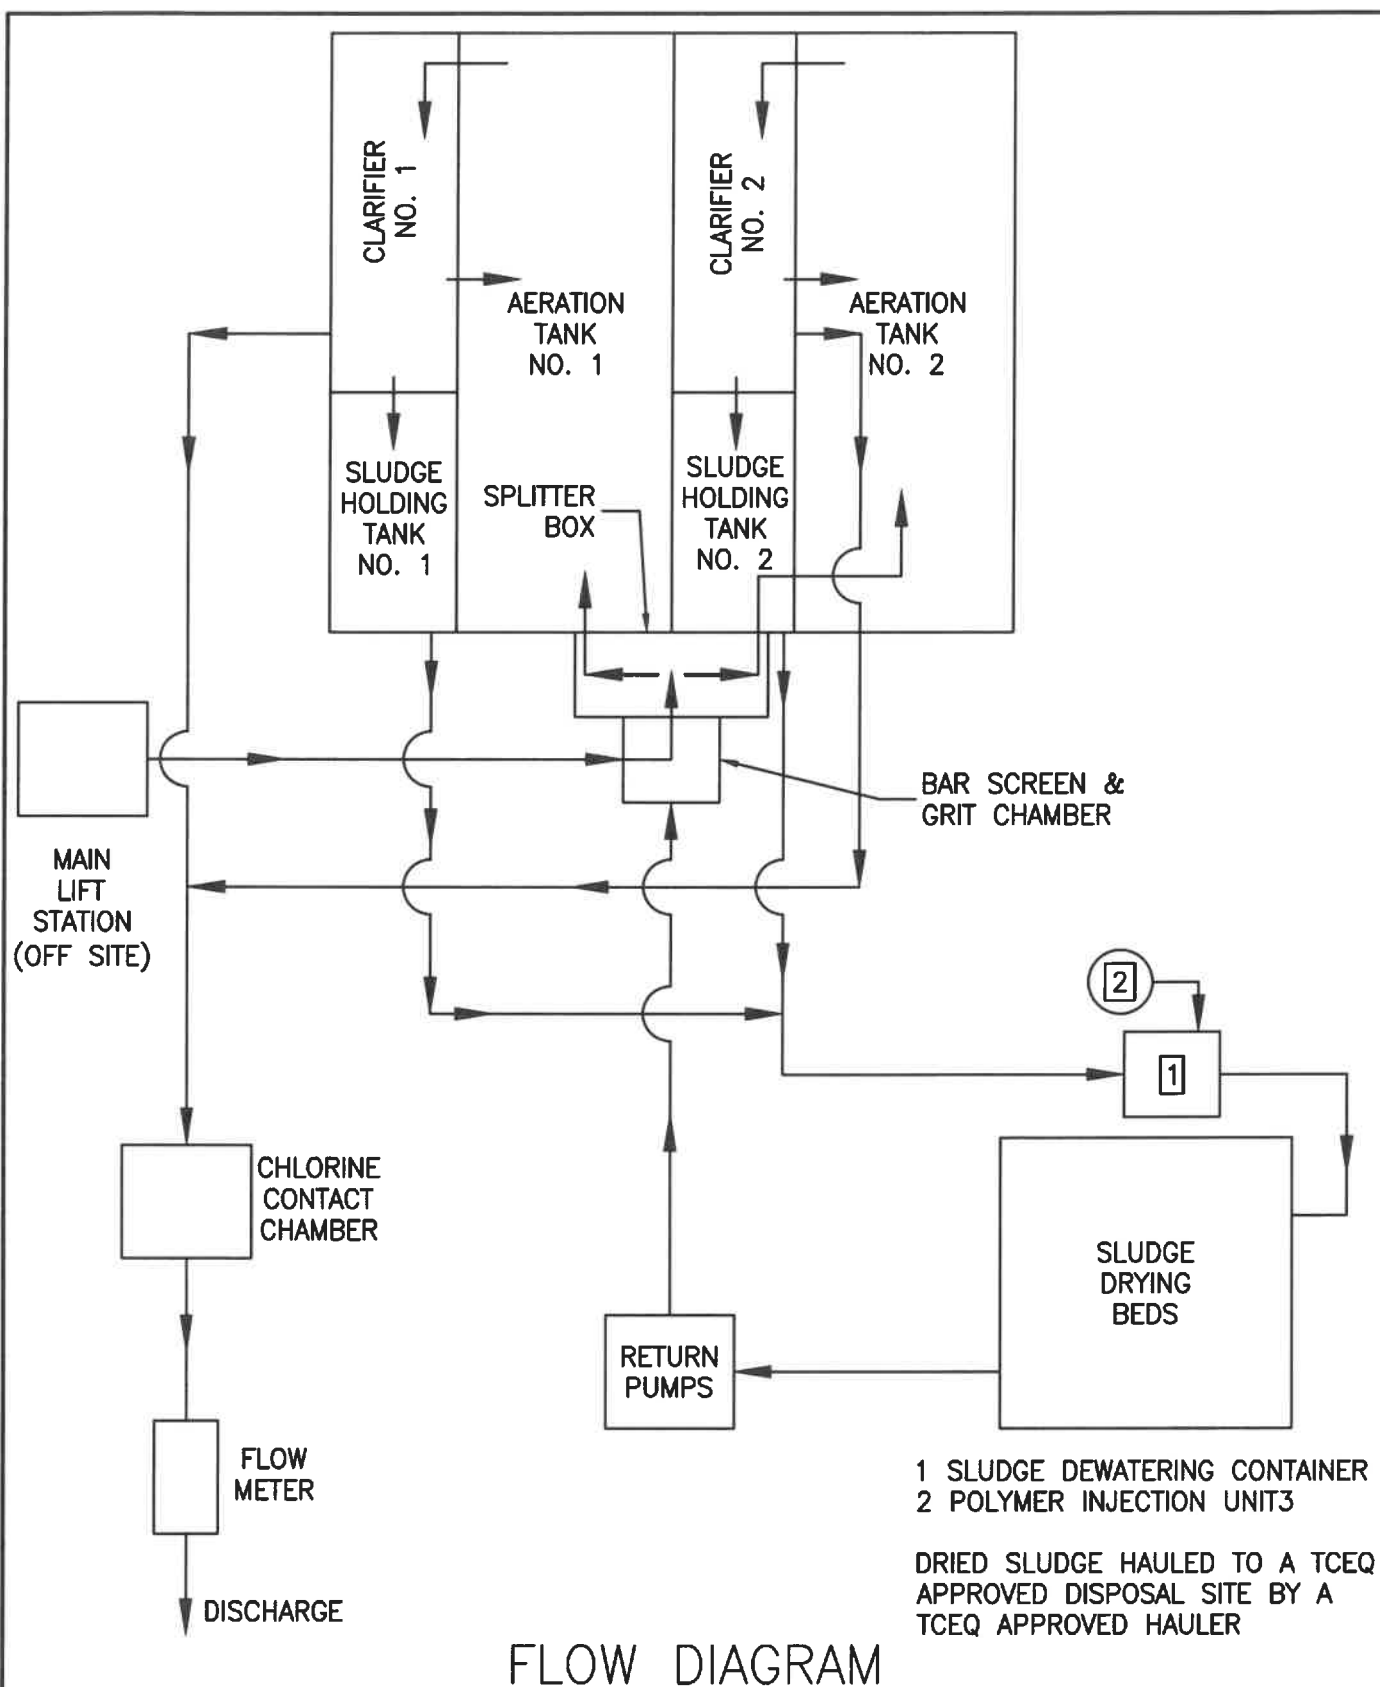 CLARIFIER
NO. 1
CLARIFIER
NO. 2
AERATION
TANK
NO. 1
AERATION
TANK
NO. 2
SLUDGE
HOLDING
TANK
NO. 1
SPLITTER
BOX
SLUDGE
HOLDING
TANK
NO. 2
BAR SCREEN &
GRIT CHAMBER
MAIN
LIFT
STATION
(OFF SITE)
2
1
CHLORINE
CONTACT
CHAMBER
SLUDGE
DRYING
BEDS
RETURN
PUMPS
FLOW
METER
1 SLUDGE DEWATERING CONTAINER
2 POLYMER INJECTION UNIT3
DRIED SLUDGE HAULED TO A TCEQ
APPROVED DISPOSAL SITE BY A
TCEQ APPROVED HAULER
DISCHARGE
FLOW DIAGRAM